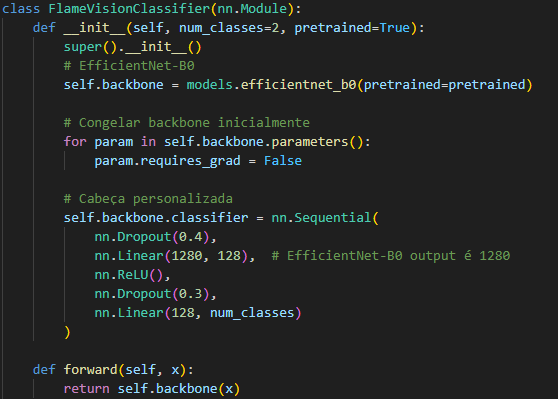 class FlameVisionClassifier(nn.Module):
    def __init__(self, num_classes=2, pretrained=True):
        super().__init__()
        # EfficientNet-B0
        self.backbone = models.efficientnet_b0(pretrained=pretrained)

        # Congelar backbone inicialmente
        for param in self.backbone.parameters():
            param.requires_grad = False

        # Cabeça personalizada
        self.backbone.classifier = nn.Sequential(
            nn.Dropout(0.4),
            nn.Linear(1280, 128),  # EfficientNet-B0 output é 1280
            nn.ReLU(),
            nn.Dropout(0.3),
            nn.Linear(128, num_classes)
        )

    def forward(self, x):
        return self.backbone(x)